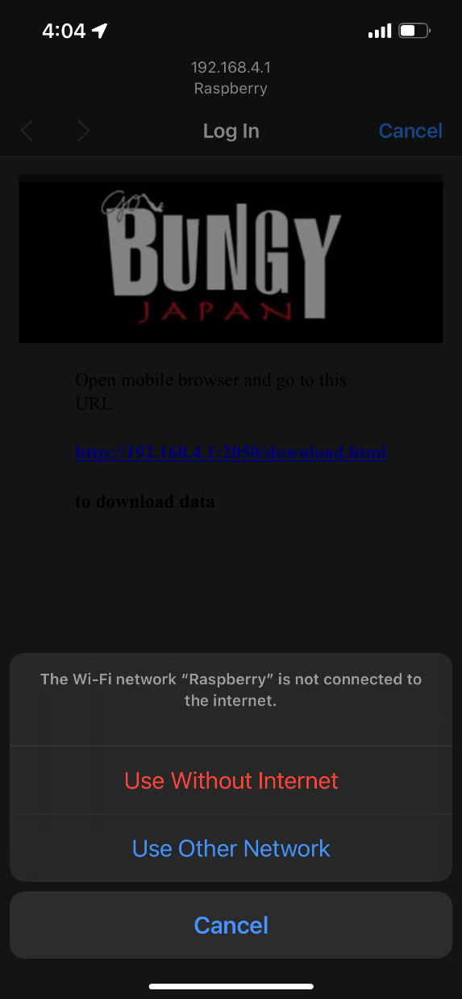 4:04
192.168.4.1
Raspberry
Log In
Cancel
BUNGY
JAPAN
Open mobile browser and go to this
URL
http://192.168.4.1:2050/download.html
to download data
The Wi-Fi network “Raspberry” is not connected to
the internet.
Use Without Internet
Use Other Network
Cancel